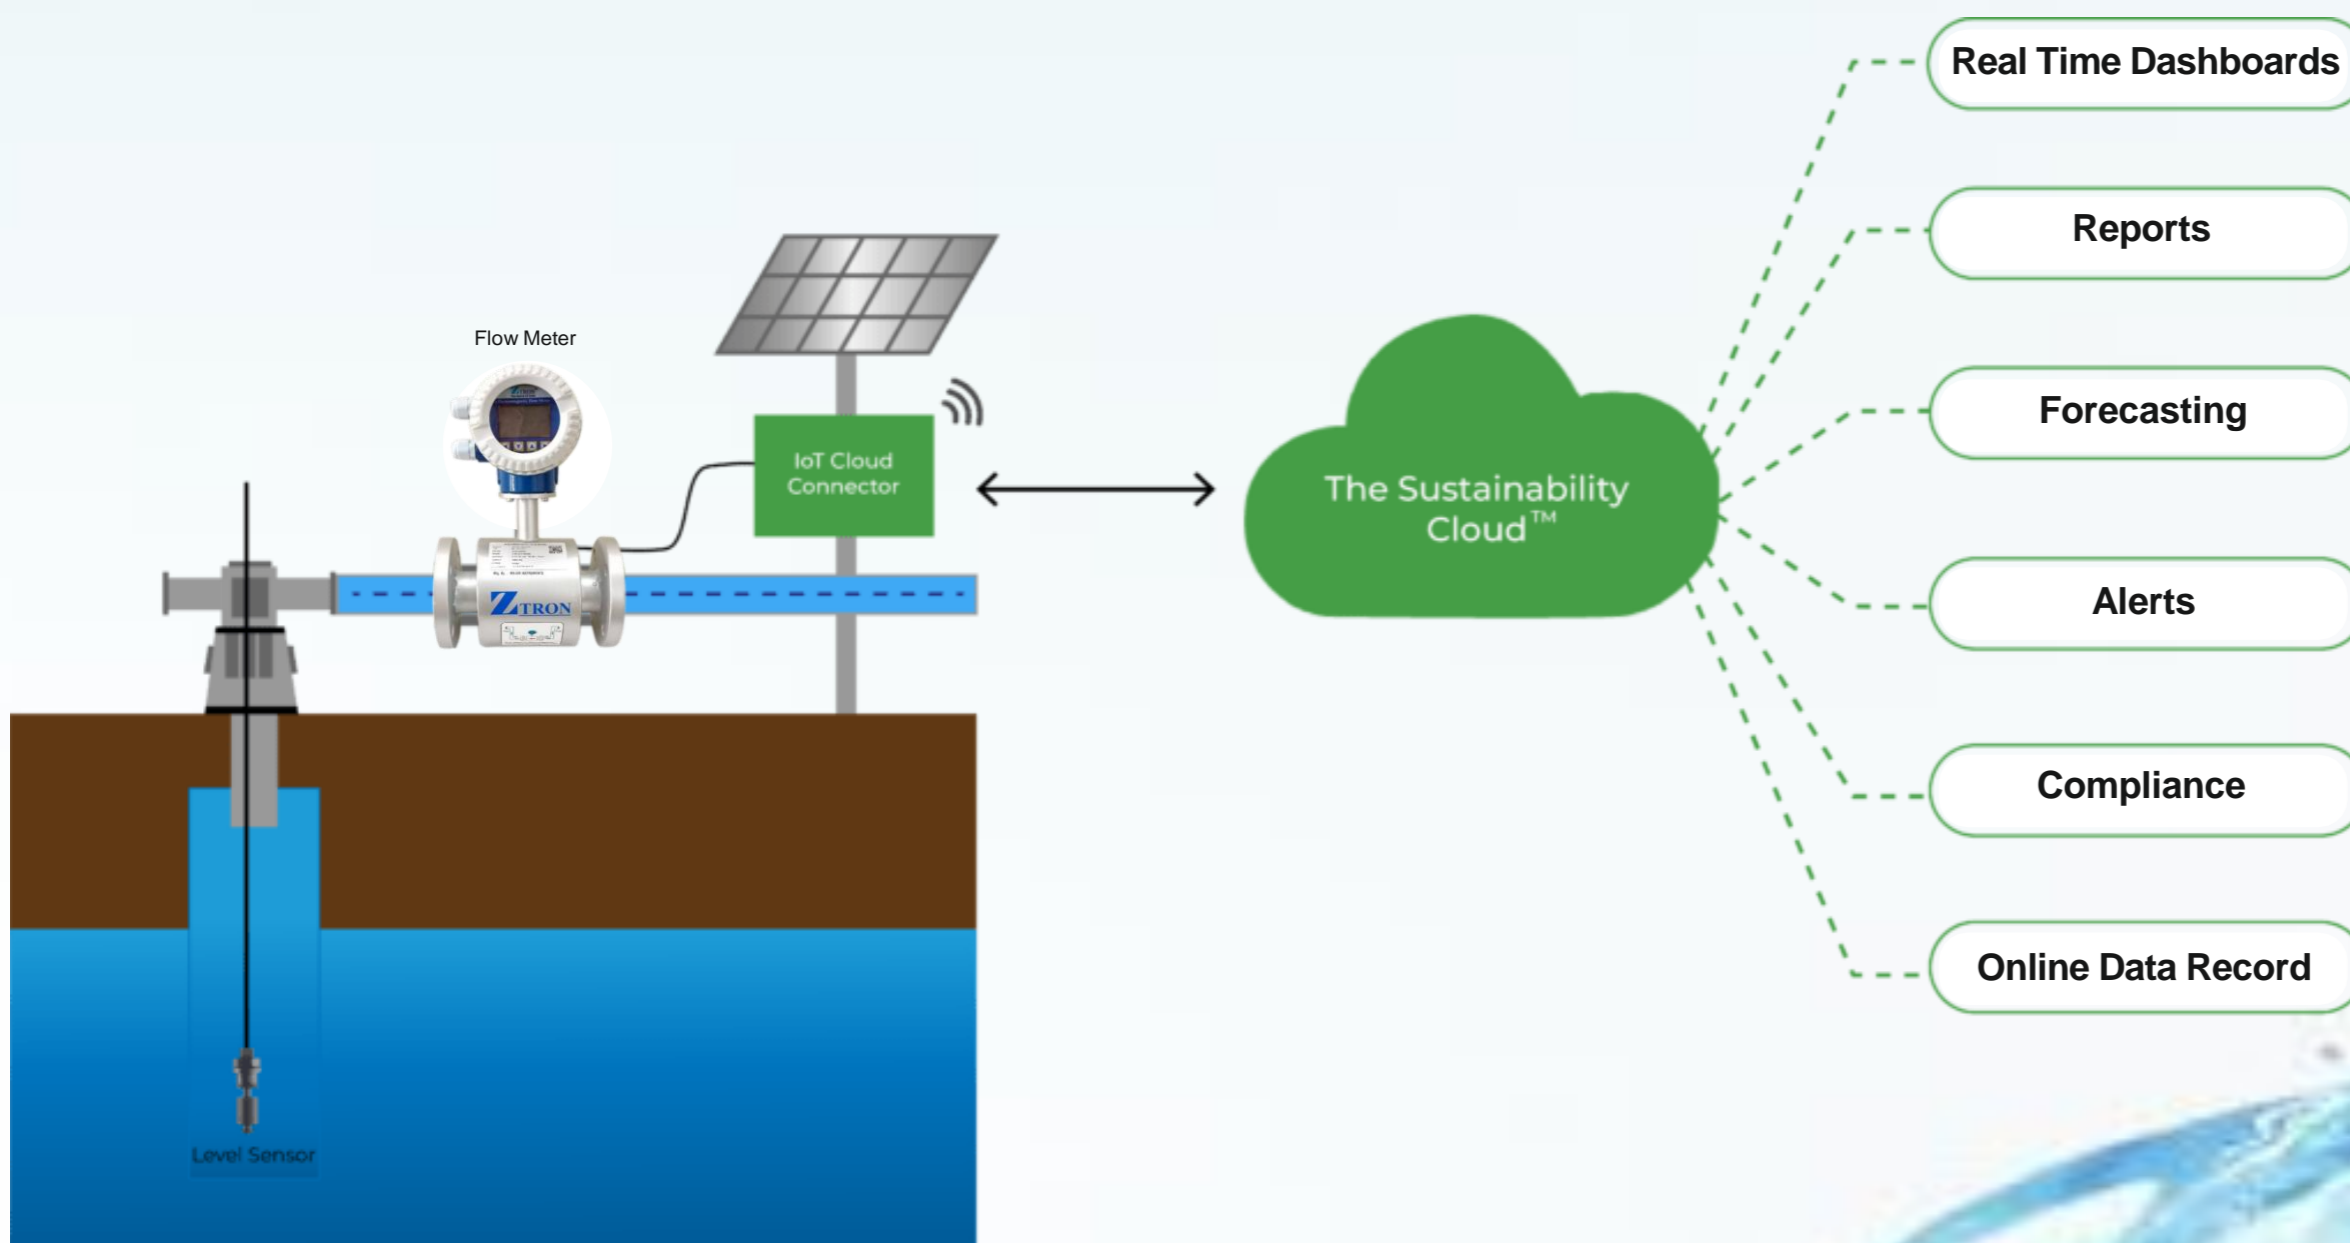 Real Time Dashboards
Reports
Flow Meter
Forecasting
IoT Cloud
Connector
The Sustainability
Cloud™
ZTRON
Alerts
Compliance
Online Data Record
Level Sensor